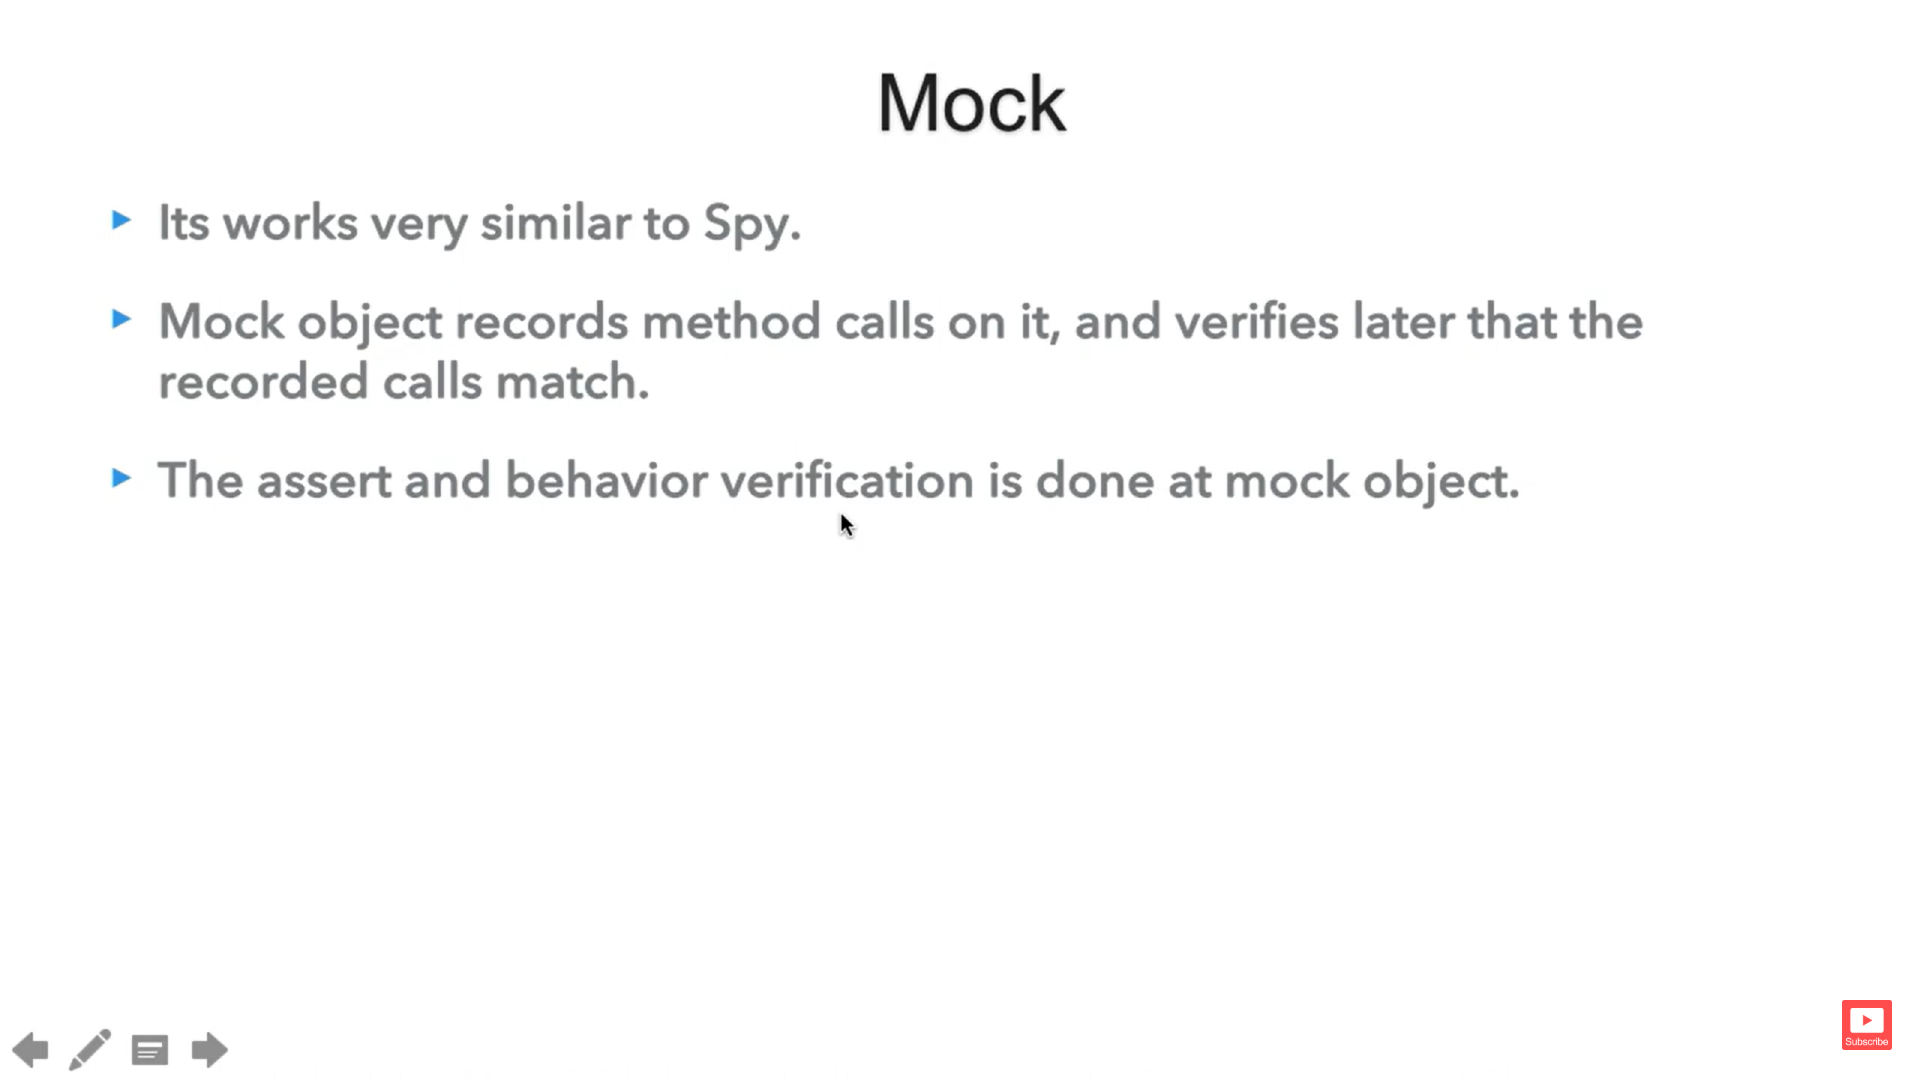 Mock
Its works very similar to Spy.
Mock object records method calls on it, and verifies later that the
recorded calls match.
The assert and behavior verification is done at mock object.
Subscribe